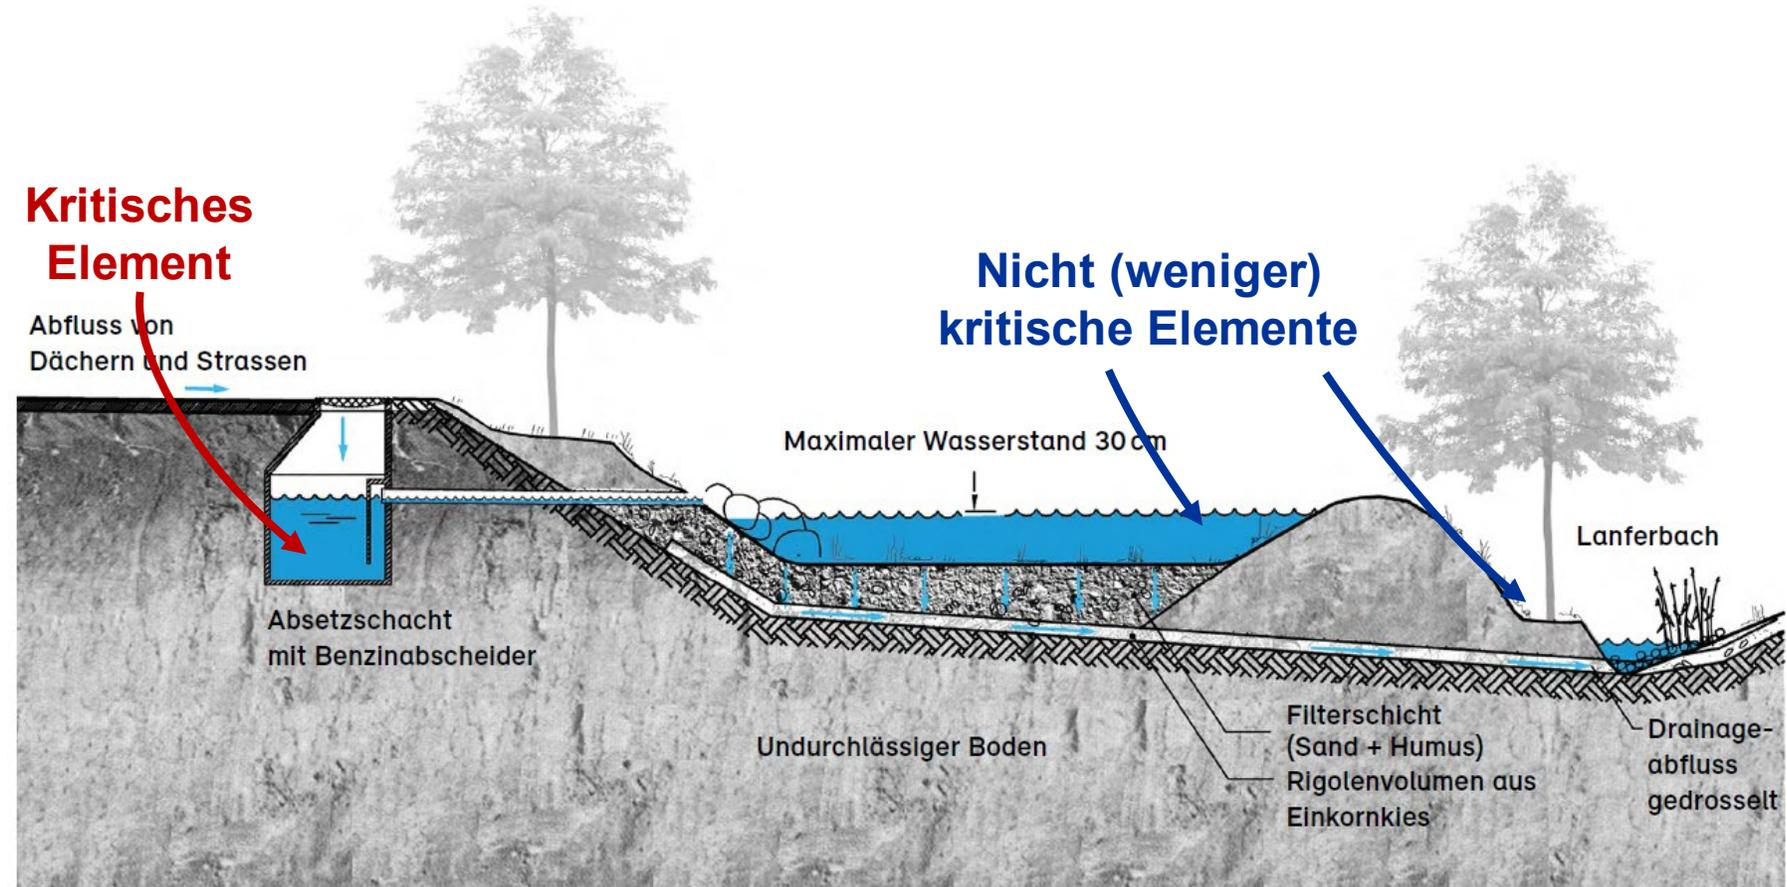 Kritisches
Element
Abfluss von
Dächern und Strassen
Nicht (weniger)
kritische Elemente
Maximaler Wasserstand 30 cm
Lanferbach
Absetzschacht
mit Benzinabscheider
Undurchlässiger Boden
Filterschicht
(Sand + Humus)
Rigolenvolumen aus
Einkornkies
Drainage-
abfluss
gedrosselt